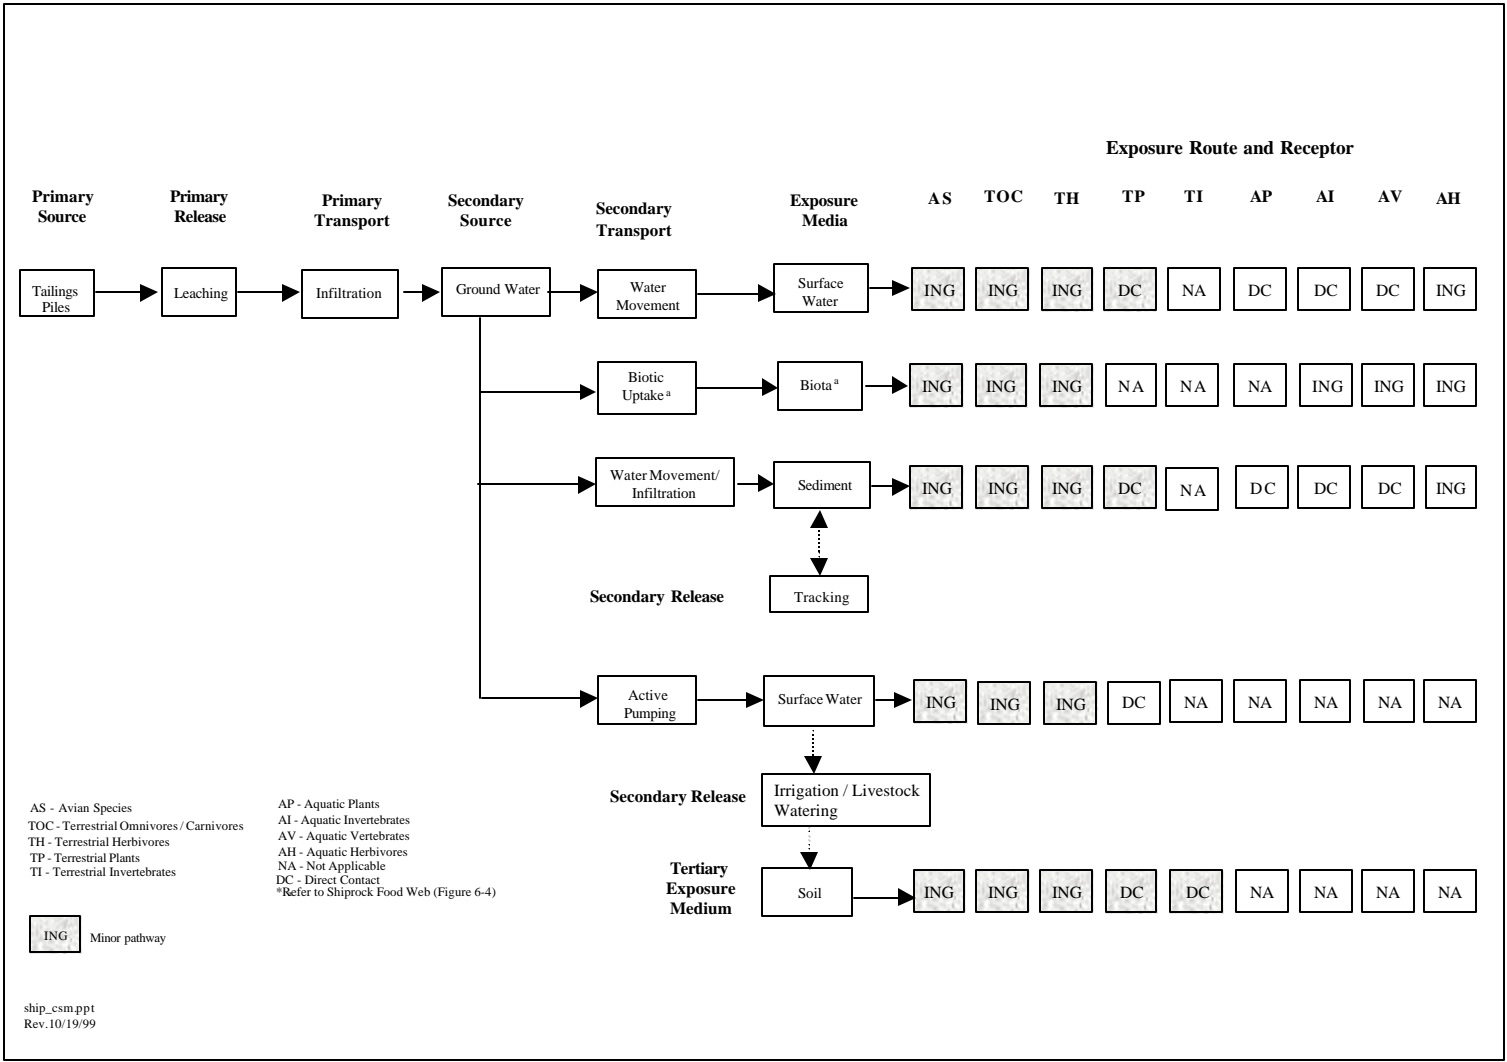 Exposure Route and Receptor
Primary
Source
Primary
Release
Primary
Transport
Secondary
Source
Secondary
Transport
Exposure
Media
AS
TOC
TH
TP
TI
AP
AI
AV
AH
Tailings
Piles
Leaching
Infiltration
Ground Water
Water
Movement
Surface
Water
ING
ING
ING
DC
NA
DC
DC
DC
ING
Biotic
Uptake a
Biota a
ING
ING
ING
NA
NA
NA
ING
ING
ING
Water Movement/
Infiltration
Sediment
ING
ING
ING
DC
NA
DC
DC
DC
ING
Secondary Release
Tracking
Active
Pumping
Surface Water
ING
ING
ING
DC
NA
NA
NA
NA
NA
Secondary Release
Irrigation / Livestock
Watering
Tertiary
Exposure
Medium
Soil
ING
ING
ING
DC
DC
NA
NA
NA
NA
AS - Avian Species
TOC - Terrestrial Omnivores / Carnivores
TH - Terrestrial Herbivores
TP - Terrestrial Plants
TI - Terrestrial Invertebrates
AP - Aquatic Plants
AI - Aquatic Invertebrates
AV - Aquatic Vertebrates
AH - Aquatic Herbivores
NA - Not Applicable
DC - Direct Contact
*Refer to Shiprock Food Web (Figure 6-4)
ING
Minor pathway
ship_csm.ppt
Rev.10/19/99